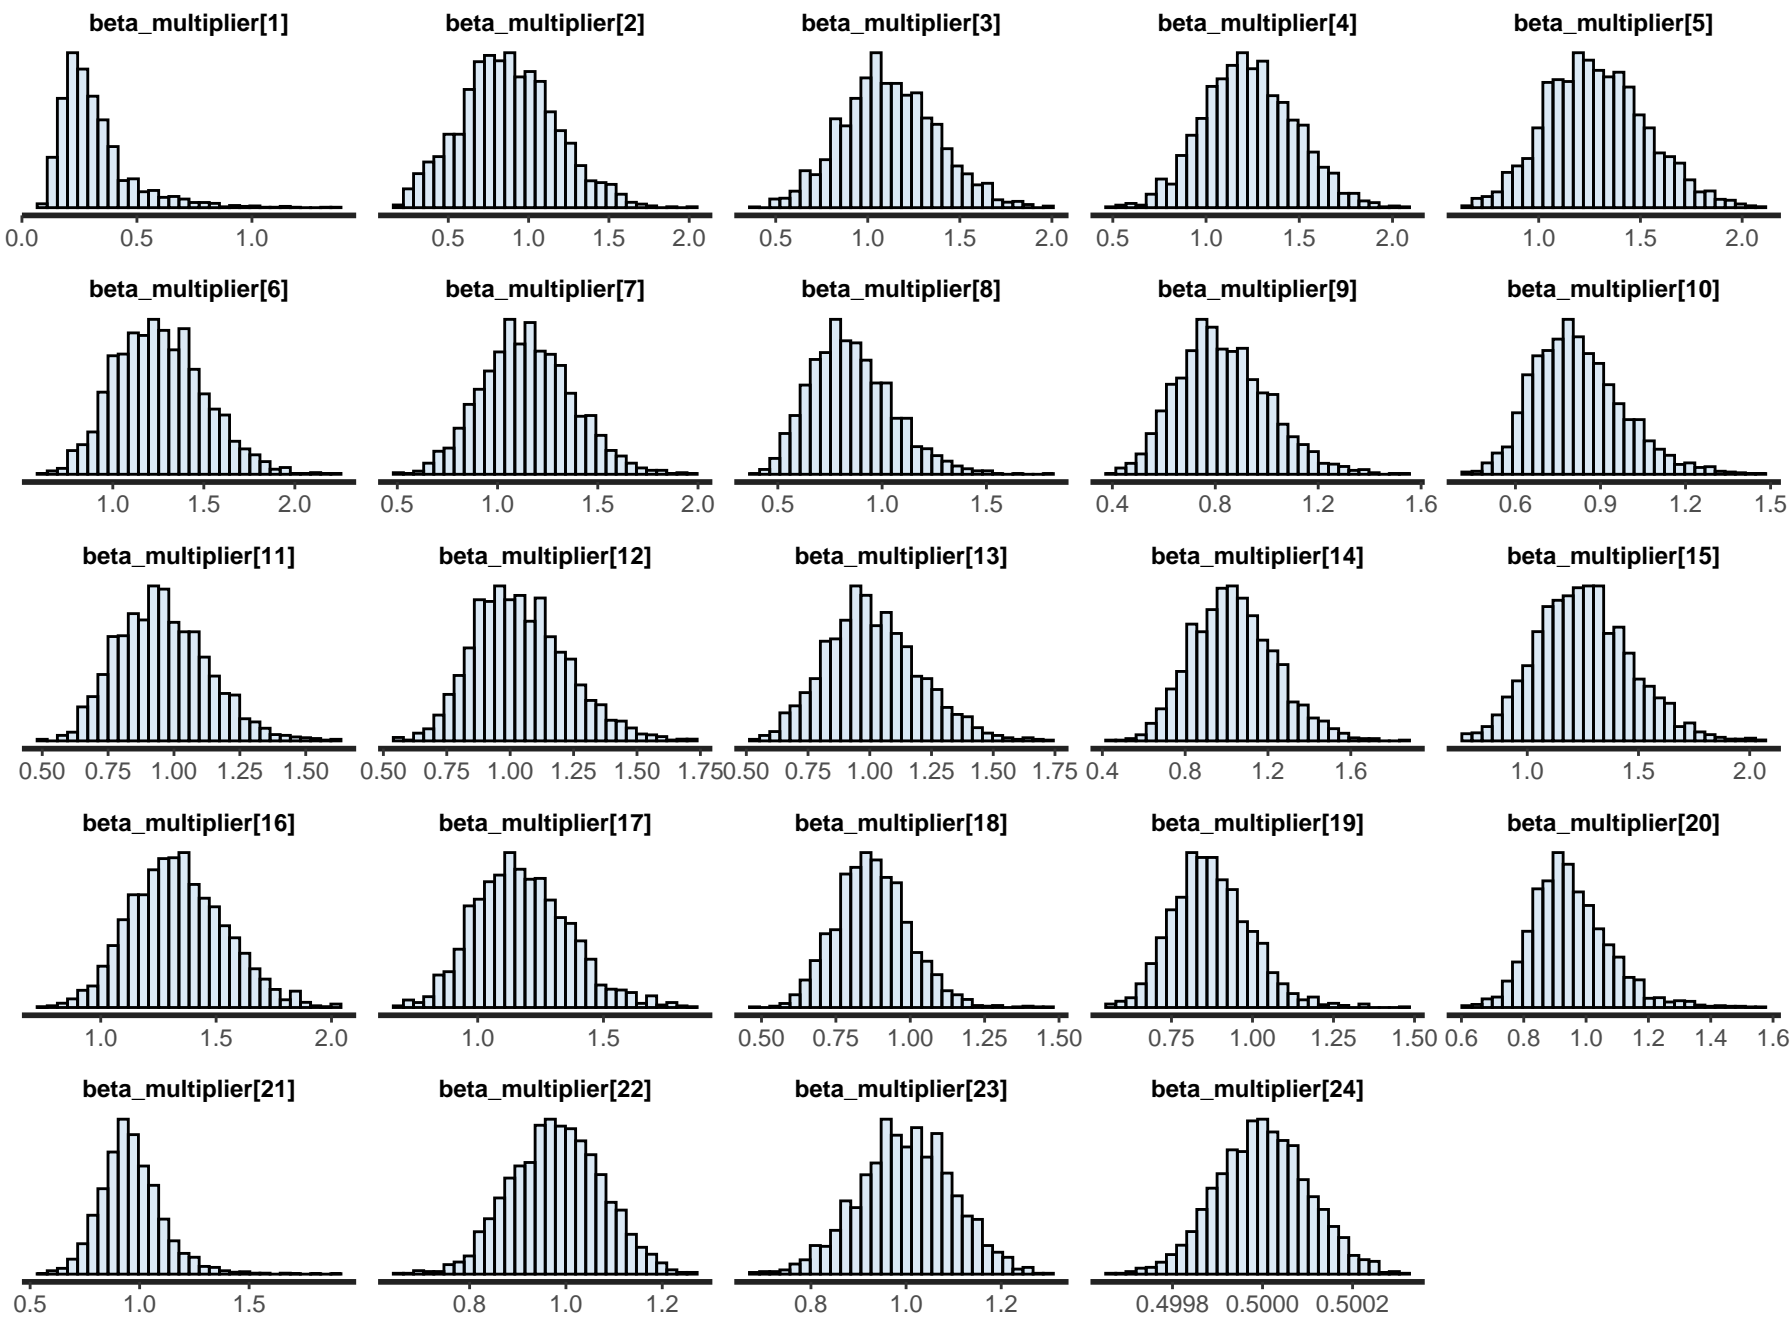 beta_multiplier[1] beta_multiplier[2] beta_multiplier[3] beta_multiplier[4] beta_multiplier[5]
0.0 0.5 1.0 0.5 1.0 1.5 2.0 0.5 1.0 1.5 2.0 0.5 1.0 1.5 2.0 1.0 1.5 2.0
beta_multiplier[6] beta_multiplier[7] beta_multiplier[8] beta_multiplier[9] beta_multiplier[10]
1.0 1.5 2.0 0.5 1.0 1.5 2.0 0.5 1.0 1.5 0.4 0.8 1.2 1.6 0.6 0.9 1.2 1.5
beta_multiplier[11] beta_multiplier[12] beta_multiplier[13] beta_multiplier[14] beta_multiplier[15]
0.50 0.75 1.00 1.25 1.50 0.50 0.75 1.00 1.25 1.50 1.75 0.50 0.75 1.00 1.25 1.50 1.75 0.4 0.8 1.2 1.6 1.0 1.5 2.0
beta_multiplier[16] beta_multiplier[17] beta_multiplier[18] beta_multiplier[19] beta_multiplier[20]
1.0 1.5 2.0 1.0 1.5 0.50 0.75 1.00 1.25 1.50 0.75 1.00 1.25 1.50 0.6 0.8 1.0 1.2 1.4 1.6
beta_multiplier[21] beta_multiplier[22] beta_multiplier[23] beta_multiplier[24]
0.5 1.0 1.5 0.8 1.0 1.2 0.8 1.0 1.2 0.4998 0.5000 0.5002